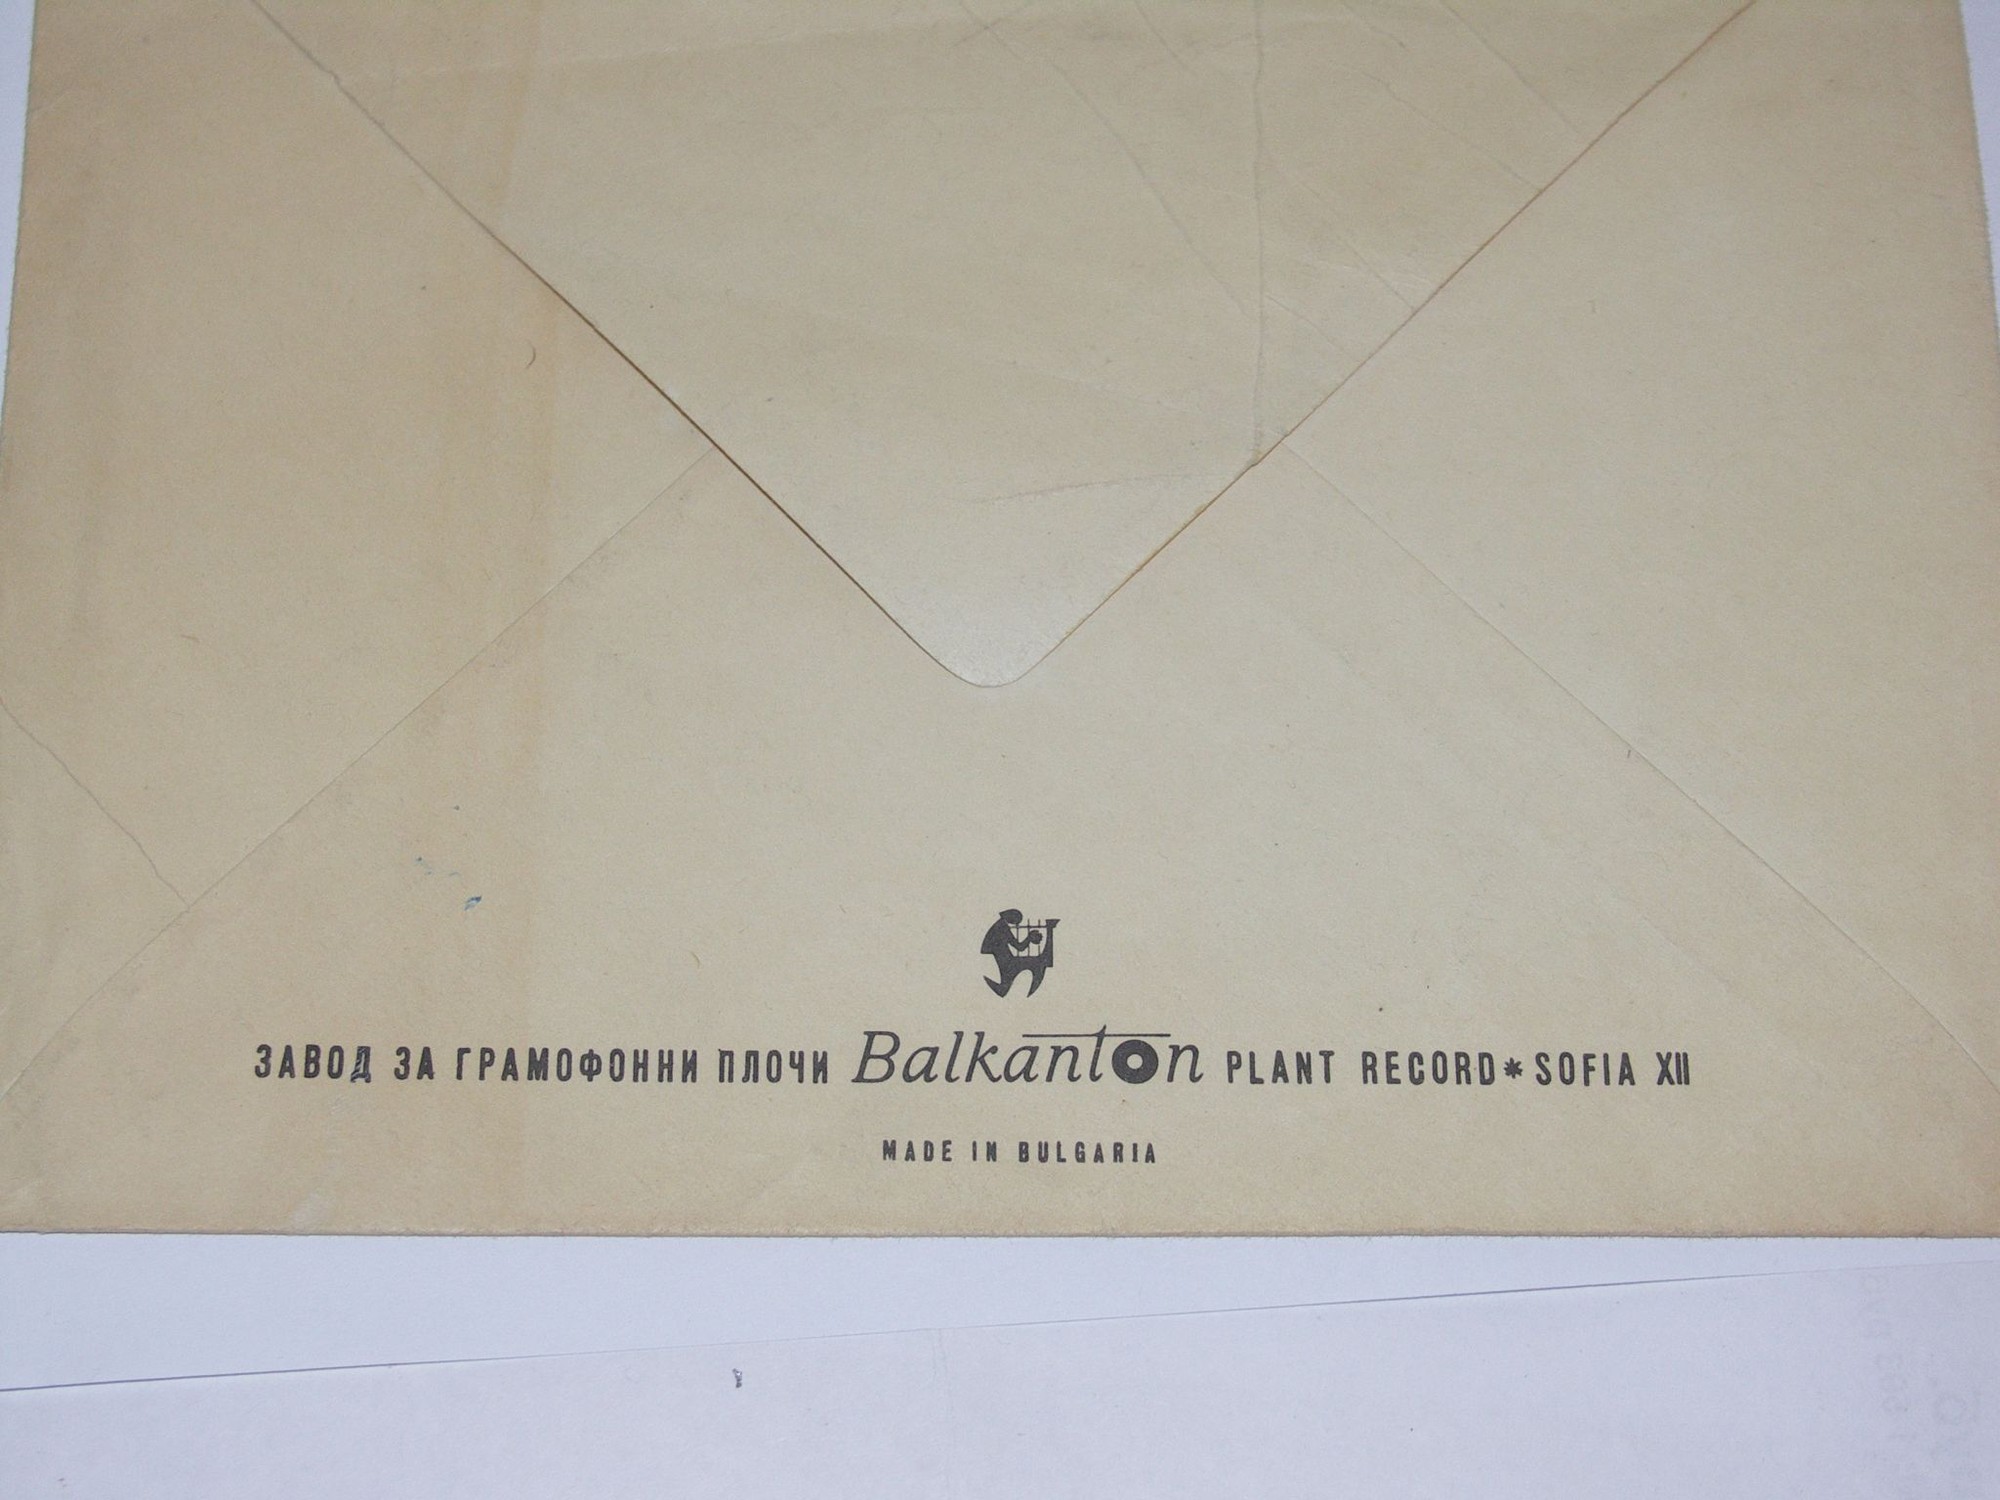 ЗАВОД ЗА ГРАМОФОННИ ПЛОЧИ Balkanton PLANT RECORD * SOFIA XII
MADE IN BULGARIA